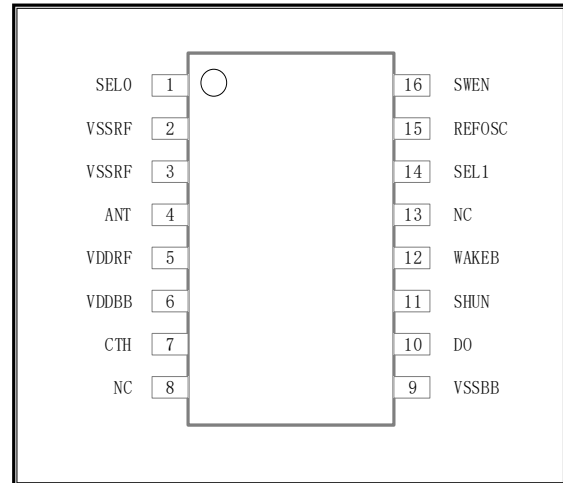 SEL0 1 16 SWEN
VSSRF 2 15 REFOSC
VSSRF 3 14 SEL1
ANT 4 13 NC
VDDRF 5 12 WAKEB
VDDBB 6 11 SHUN
CTH 7 10 DO
NC 8 9 VSSBB